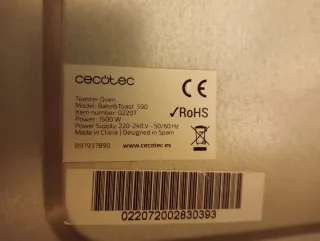 cecotec
Toaster Oven
Model: Bake&Toast 590
Item number: 02207
Power: 1500 W
Power Supply: 220-240 V~ 50/60 Hz
Made in China | Designed in Spain
B97937890 www.cecotec.es
CE
✓RoHS
022072002830393